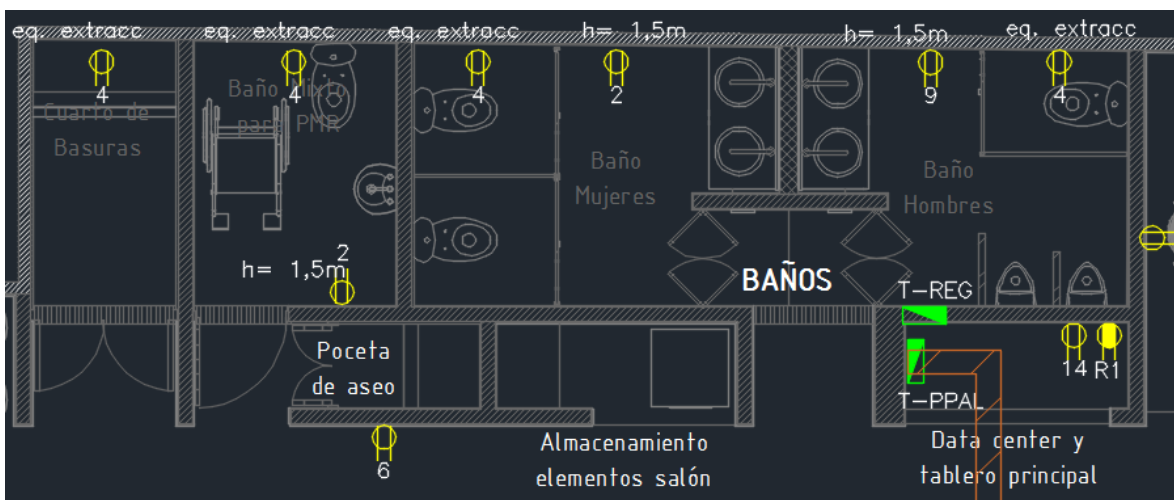 eq. extracc
eq. extracc
eq. extracc
h= 1,5m
h= 1,5m
eq. extracc
4
4
4
2
9
4
Cuarto de
Basuras
Baño Mixto
para PMR
Baño
Mujeres
Baño
Hombres
2
h= 1,5m
BAÑOS
T-REG
Poceta
de aseo
14
R1
T-PPAL
6
Almacenamiento
elementos salón
Data center y
tablero principal